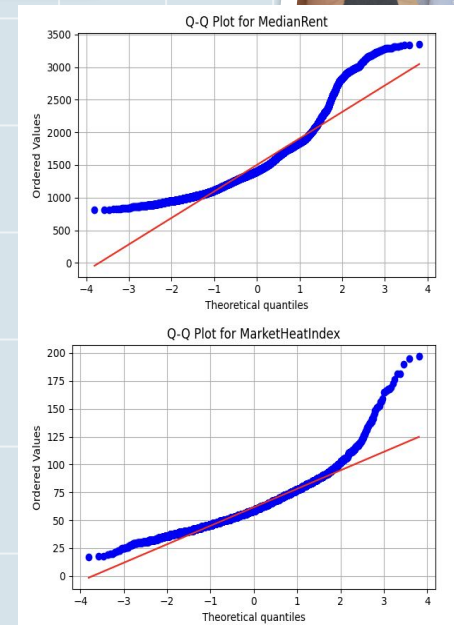 Q-Q Plot for MedianRent
3500
3000
2500
2000
1500
1000
500
0
Ordered Values
−4 −3 −2 −1 0 1 2 3 4
Theoretical quantiles
Q-Q Plot for MarketHeatIndex
200
175
150
125
100
75
50
25
0
Ordered Values
−4 −3 −2 −1 0 1 2 3 4
Theoretical quantiles